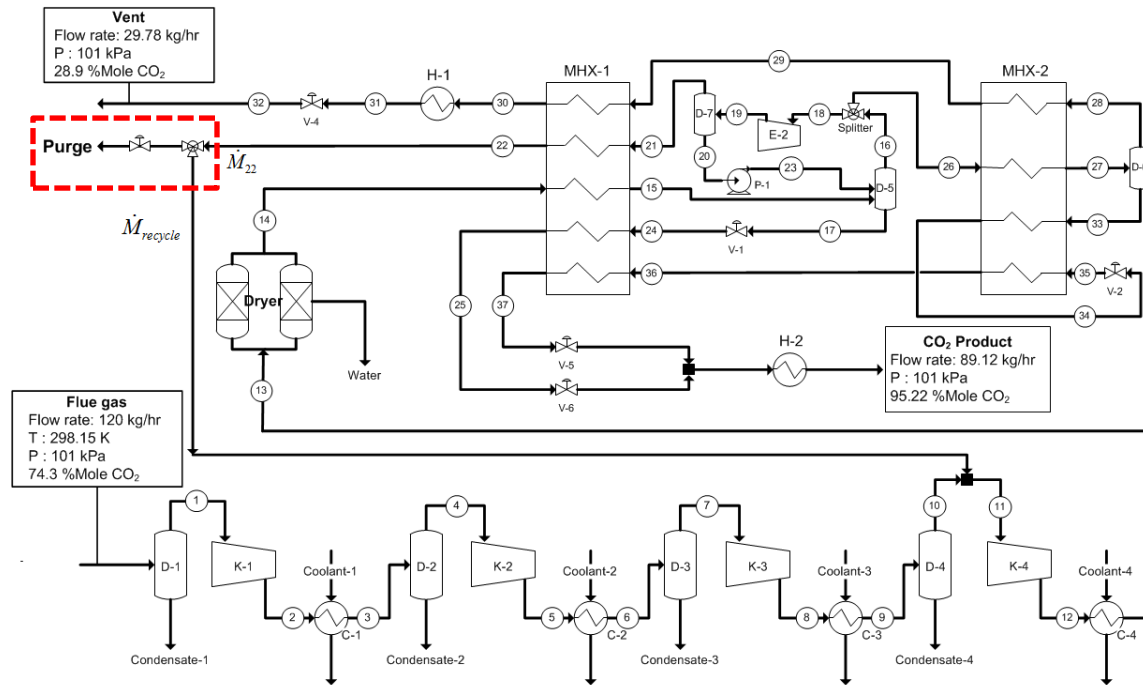 Vent
Flow rate: 29.78 kg/hr
P : 101 kPa
28.9 %Mole CO₂
H-1
MHX-1
29
MHX-2
32
31
30
V-4
D-7
19
E-2
18
Splitter
28
16
Purge
Ṁ₂₂
22
21
20
P-1
23
26
27
D-6
15
D-5
Ṁrecycle
14
24
V-1
17
33
36
35
V-2
25
37
34
Dryer
Water
V-5
V-6
H-2
CO₂ Product
Flow rate: 89.12 kg/hr
P : 101 kPa
95.22 %Mole CO₂
13
Flue gas
Flow rate: 120 kg/hr
T : 298.15 K
P : 101 kPa
74.3 %Mole CO₂
1
4
7
10
11
D-1
K-1
Coolant-1
D-2
K-2
Coolant-2
D-3
K-3
Coolant-3
D-4
K-4
Coolant-4
2
3
C-1
5
6
C-2
8
9
C-3
12
C-4
Condensate-1
Condensate-2
Condensate-3
Condensate-4